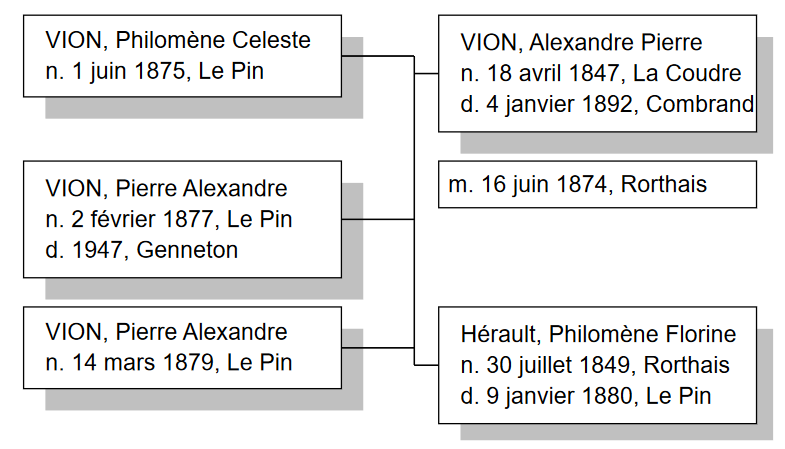 VION, Philomène Celeste
n. 1 juin 1875, Le Pin
VION, Pierre Alexandre
n. 2 février 1877, Le Pin
d. 1947, Genneton
VION, Pierre Alexandre
n. 14 mars 1879, Le Pin
VION, Alexandre Pierre
n. 18 avril 1847, La Coudre
d. 4 janvier 1892, Combrand
m. 16 juin 1874, Rorthais
Hérault, Philomène Florine
n. 30 juillet 1849, Rorthais
d. 9 janvier 1880, Le Pin